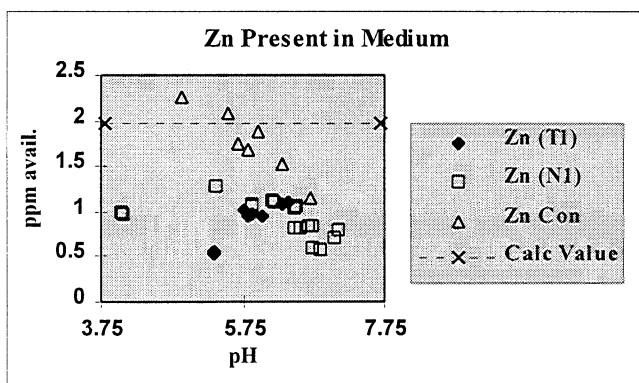 Zn Present in Medium
2.5
2
1.5
1
0.5
0
ppm avail.
3.75
5.75
7.75
pH
Zn (T1)
Zn (N1)
Zn Con
Calc Value